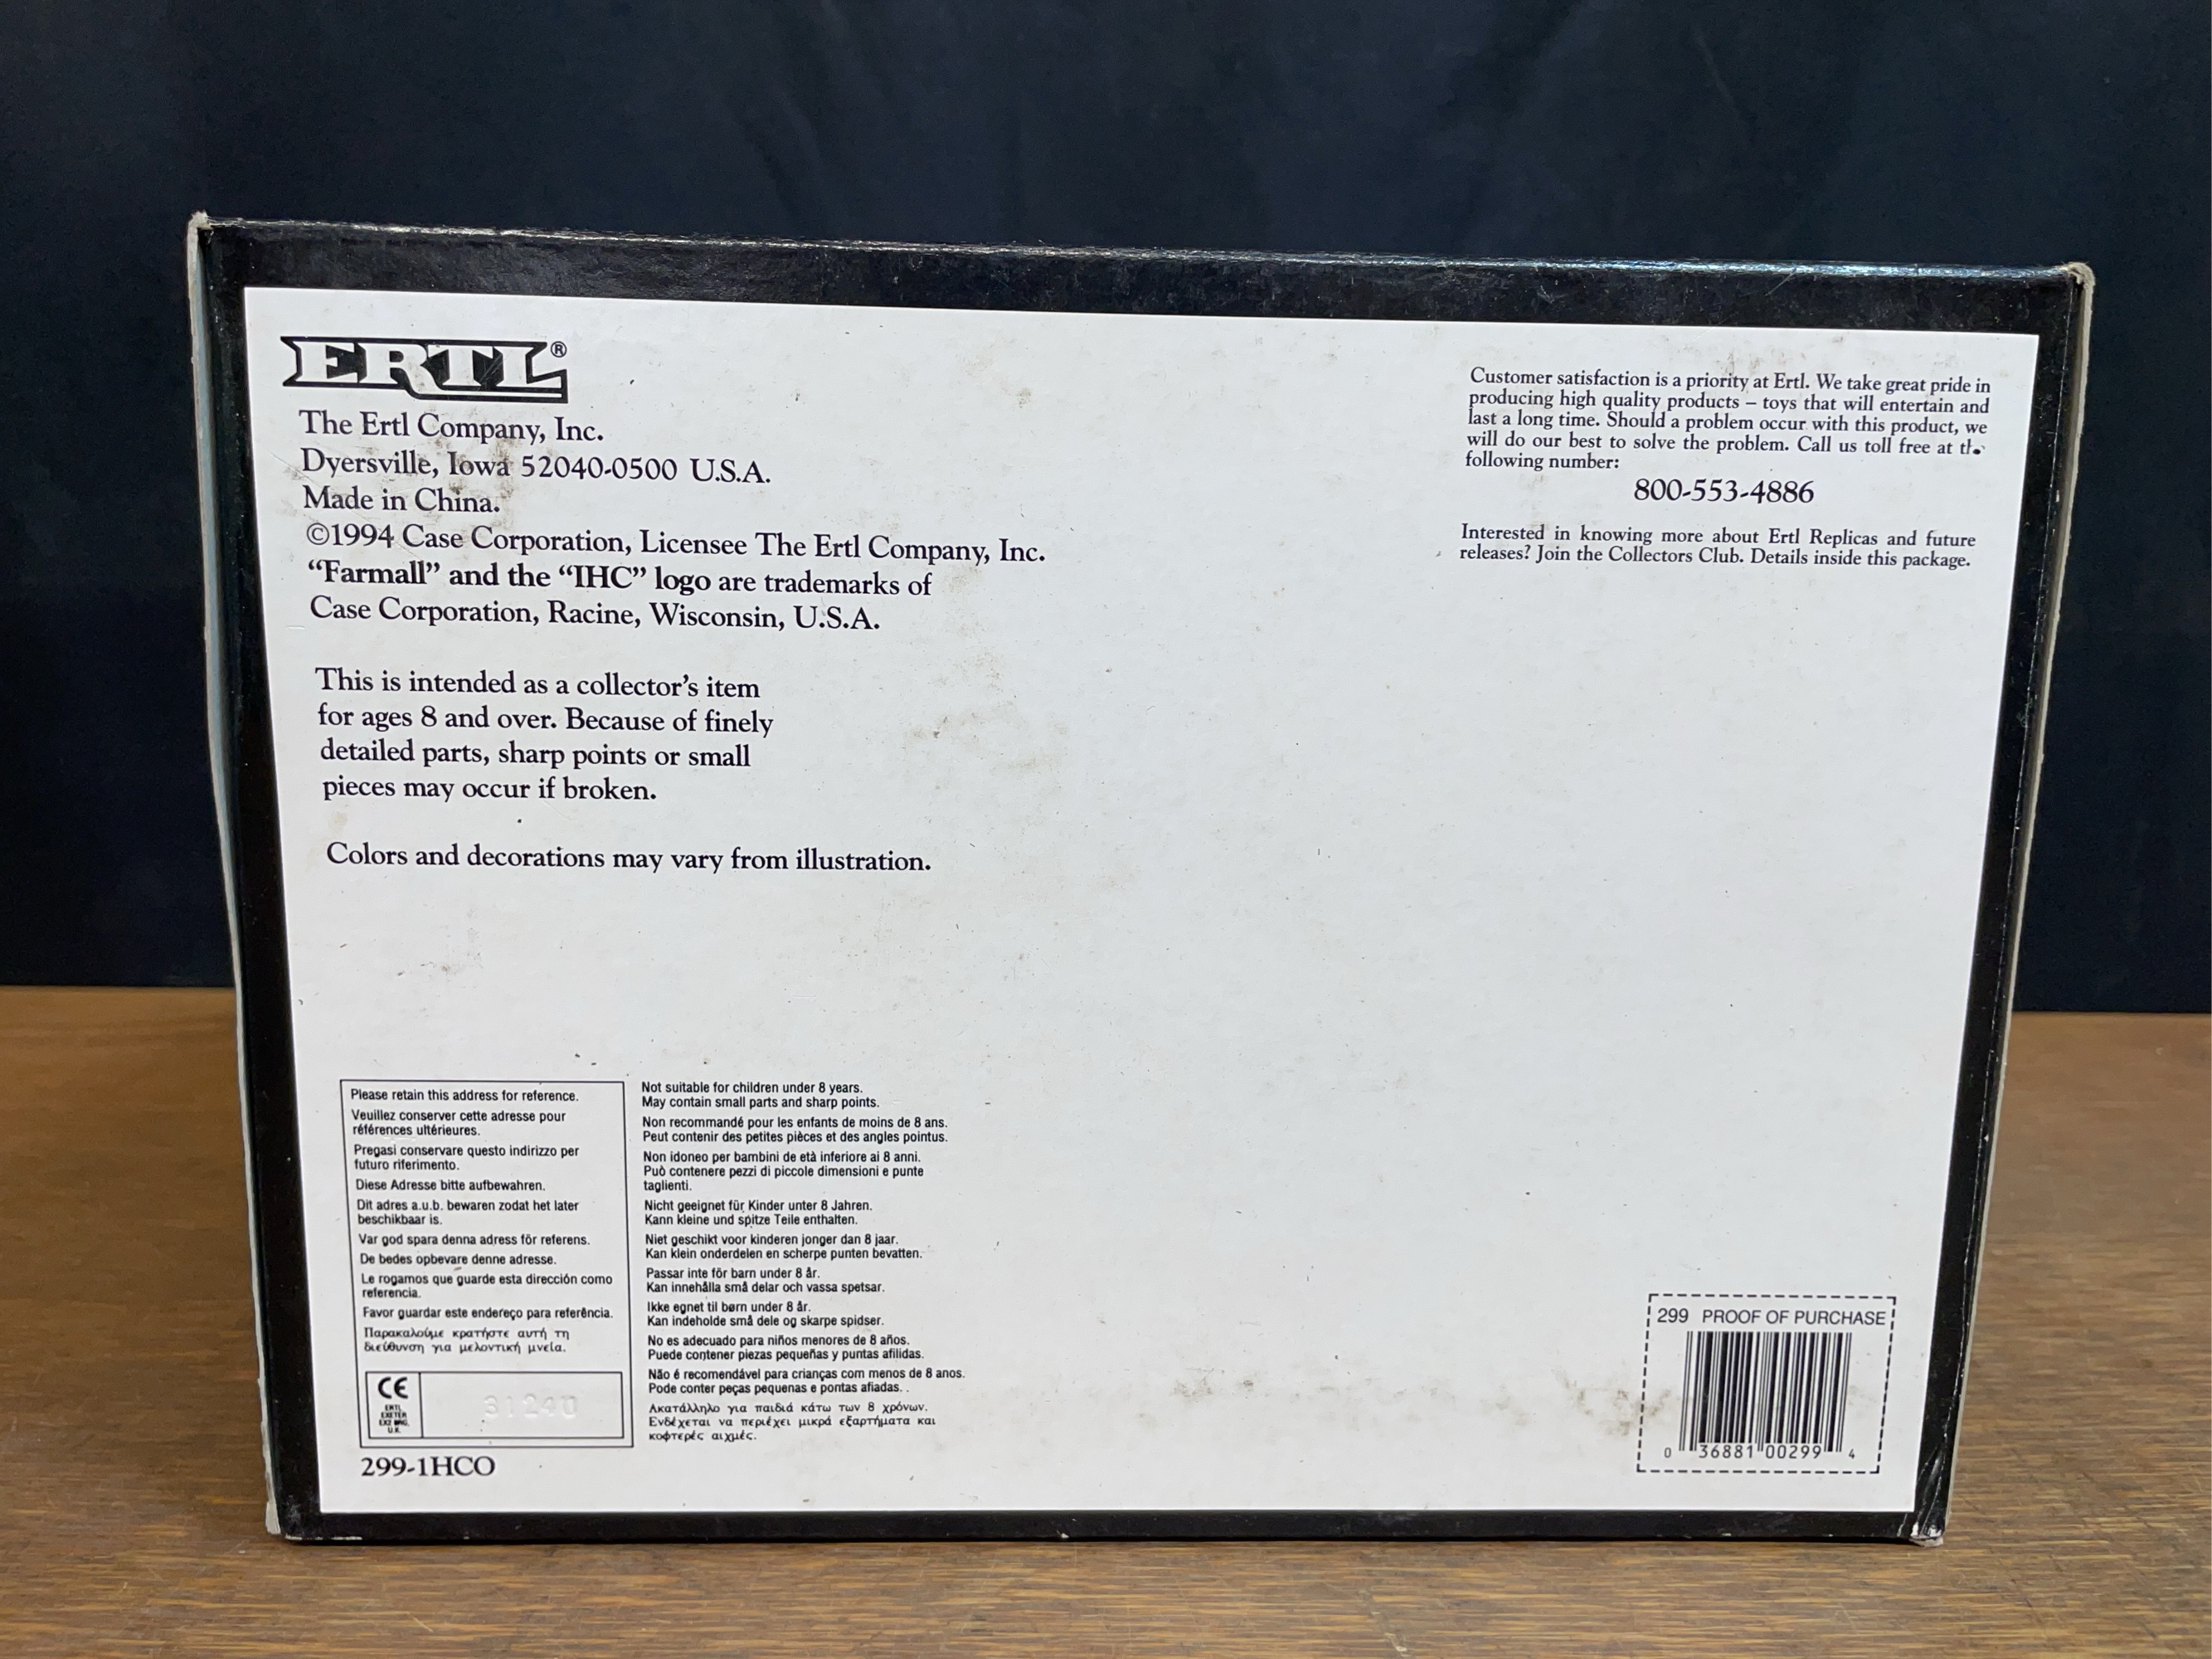 ERTL®
The Ertl Company, Inc.
Dyersville, Iowa 52040-0500 U.S.A.
Made in China.
©1994 Case Corporation, Licensee The Ertl Company, Inc.
“Farmall” and the “IHC” logo are trademarks of
Case Corporation, Racine, Wisconsin, U.S.A.
This is intended as a collector’s item
for ages 8 and over. Because of finely
detailed parts, sharp points or small
pieces may occur if broken.
Colors and decorations may vary from illustration.
Customer satisfaction is a priority at Ertl. We take great pride in
producing high quality products – toys that will entertain and
last a long time. Should a problem occur with this product, we
will do our best to solve the problem. Call us toll free at the
following number:
800-553-4886
Interested in knowing more about Ertl Replicas and future
releases? Join the Collectors Club. Details inside this package.
Please retain this address for reference.
Veuillez conserver cette adresse pour
références ultérieures.
Pregasi conservare questo indirizzo per
futuro riferimento.
Diese Adresse bitte aufbewahren.
Dit adres a.u.b. bewaren zodat het later
beschikbaar is.
Var god spara denna adress för referens.
De bedes opbevare denne adresse.
Le rogamos que guarde esta dirección como
referencia.
Favor guardar este endereço para referência.
Παρακαλούμε κρατήστε αυτή τη
διεύθυνση για μελοντική μνεία.
CE
ERTL
EXETER
U.K.
31240
299-1HCO
Not suitable for children under 8 years.
May contain small parts and sharp points.
Non recommandé pour les enfants de moins de 8 ans.
Peut contenir des petites pièces et des angles pointus.
Non idoneo per bambini de età inferiore ai 8 anni.
Può contenere pezzi di piccole dimensioni e punte
taglienti.
Nicht geeignet für Kinder unter 8 Jahren.
Kann kleine und spitze Teile enthalten.
Niet geschikt voor kinderen jonger dan 8 jaar.
Kan klein onderdelen en scherpe punten bevatten.
Passar inte för barn under 8 år.
Kan innehålla små delar och vassa spetsar.
Ikke egnet til børn under 8 år.
Kan indeholde små dele og skarpe spidser.
No es adecuado para niños menores de 8 años.
Puede contener piezas pequeñas y puntas afilidas.
Não é recomendável para crianças com menos de 8 anos.
Pode conter peças pequenas e pontas afiadas.
Ακατάλληλο για παιδιά κάτω των 8 χρόνων.
Ενδέχεται να περιέχει μικρά εξαρτήματα και
κοφτερές αιχμές.
299 PROOF OF PURCHASE
0 36881 00299 4